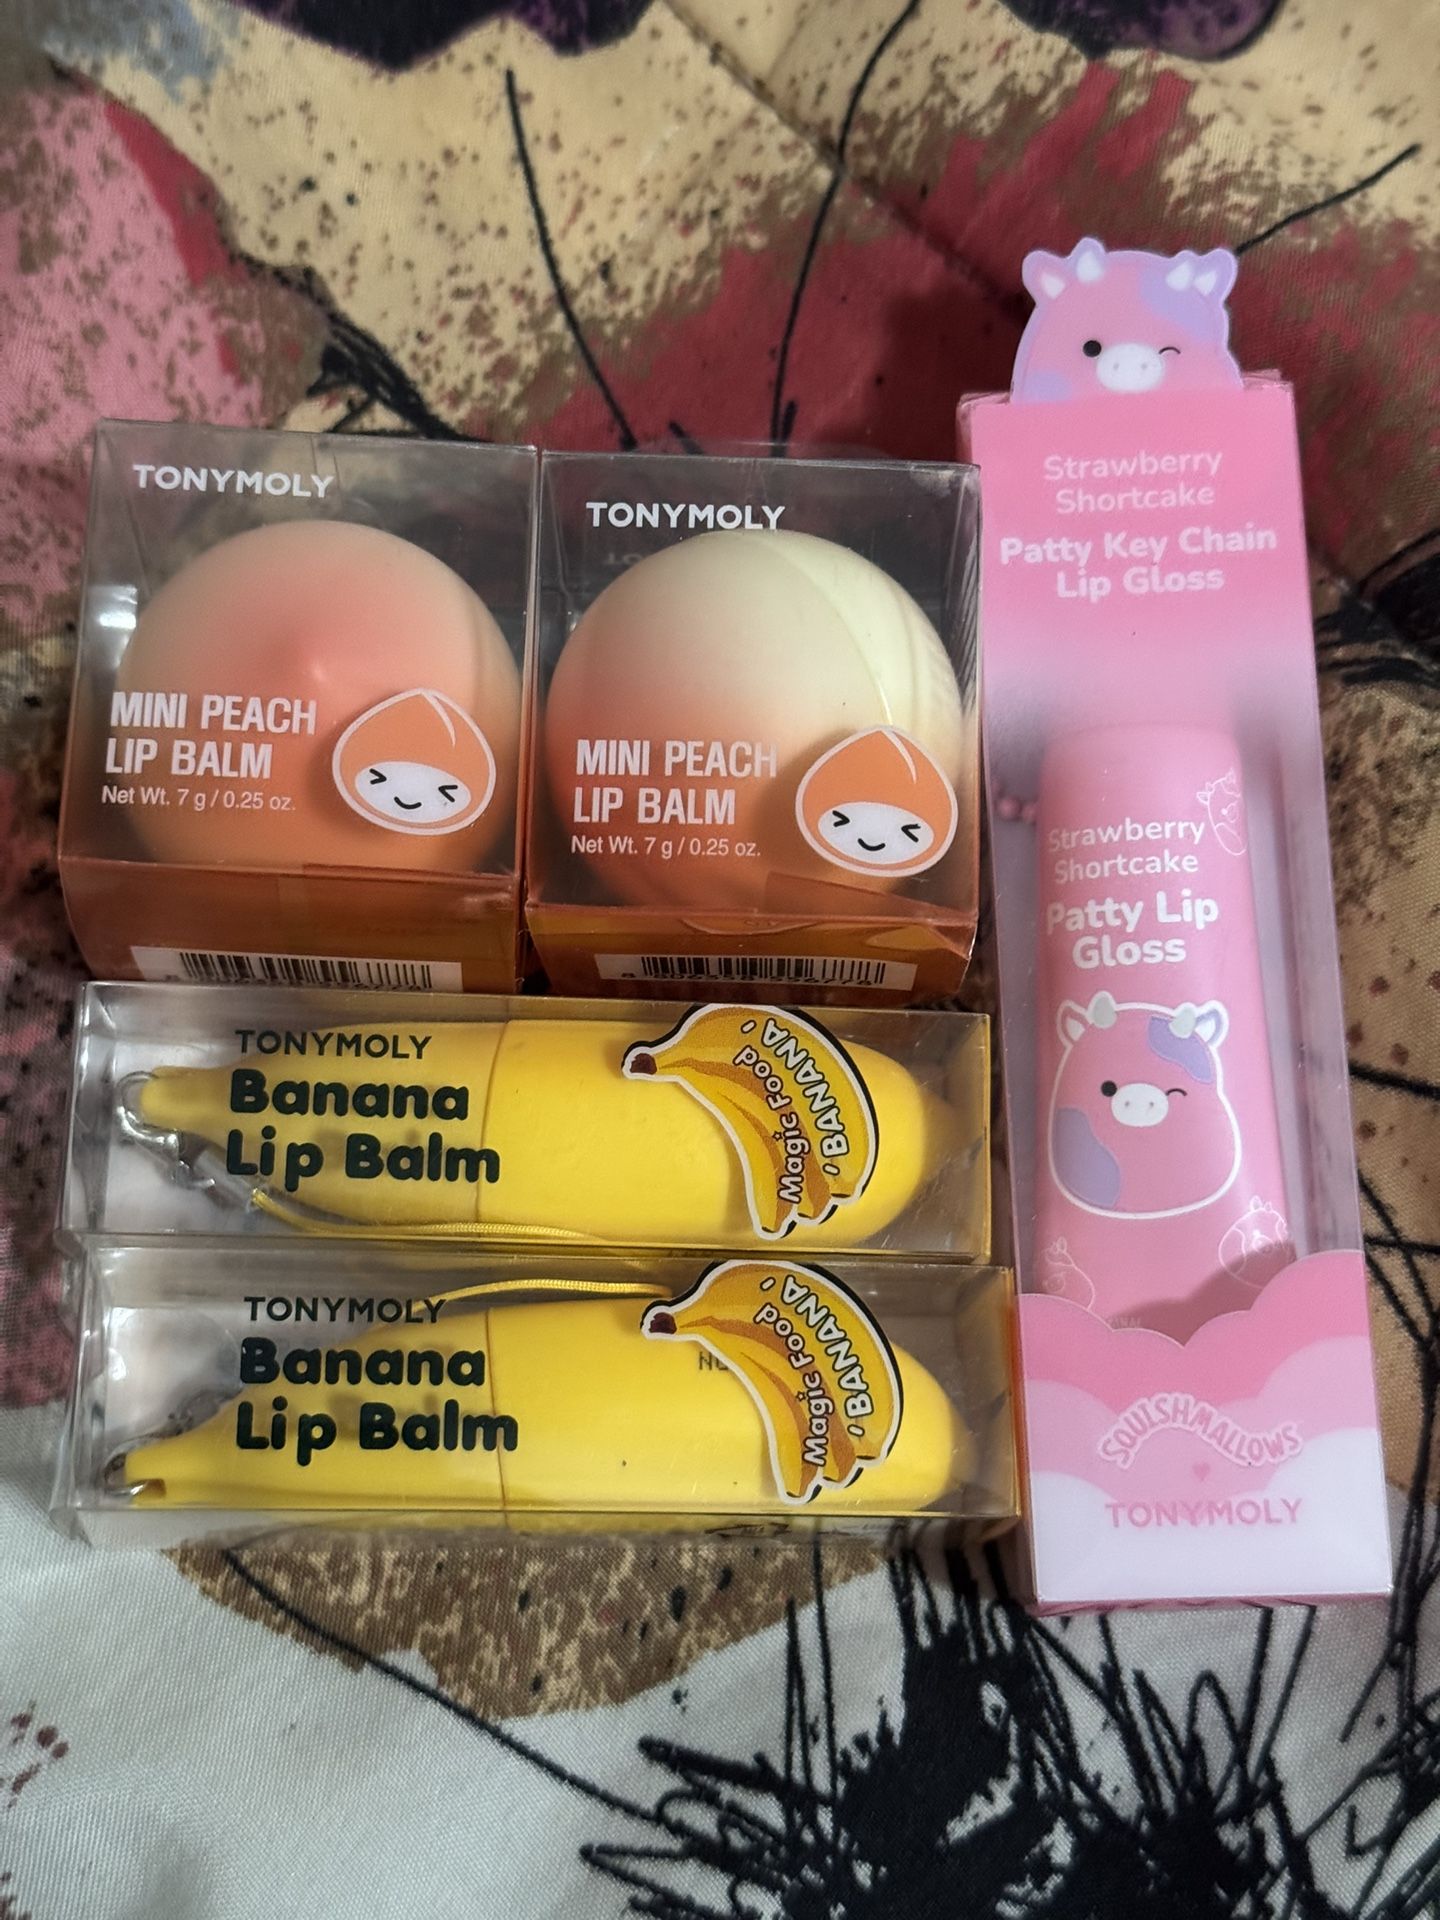 TONYMOLY
MINI PEACH
LIP BALM
Net Wt. 7 g / 0.25 oz.
TONYMOLY
MINI PEACH
LIP BALM
Net Wt. 7 g / 0.25 oz.
TONYMOLY
Banana
Lip Balm
Magic Food
BANANA
TONYMOLY
Banana
Lip Balm
Magic Food
BANANA
Strawberry
Shortcake
Patty Key Chain
Lip Gloss
Strawberry
Shortcake
Patty Lip
Gloss
SQUISHMALLOWS
TONYMOLY